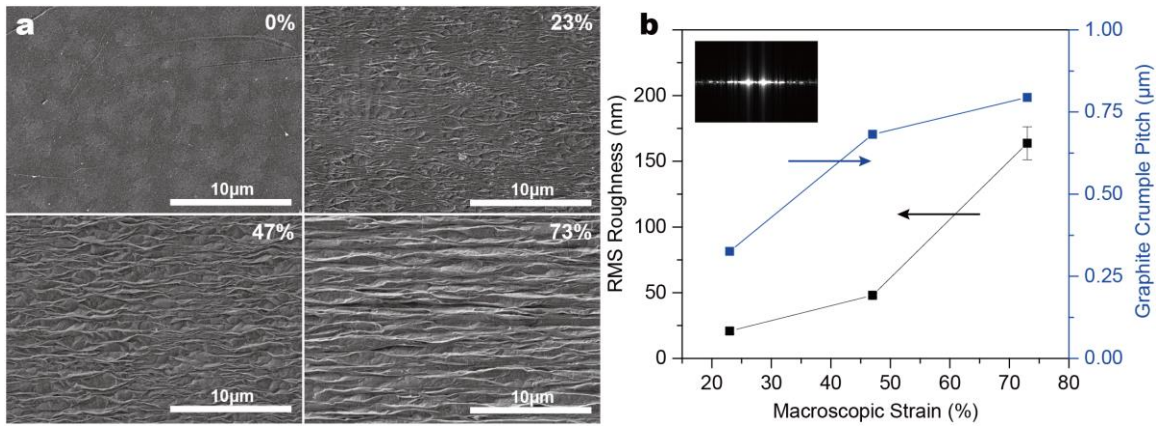 a
0%
10μm
23%
10μm
47%
10μm
73%
10μm
b
RMS Roughness (nm)
200
150
100
50
0
20 30 40 50 60 70 80
Macroscopic Strain (%)
1.00
0.75
0.50
0.25
0.00
Graphite Crumple Pitch (μm)